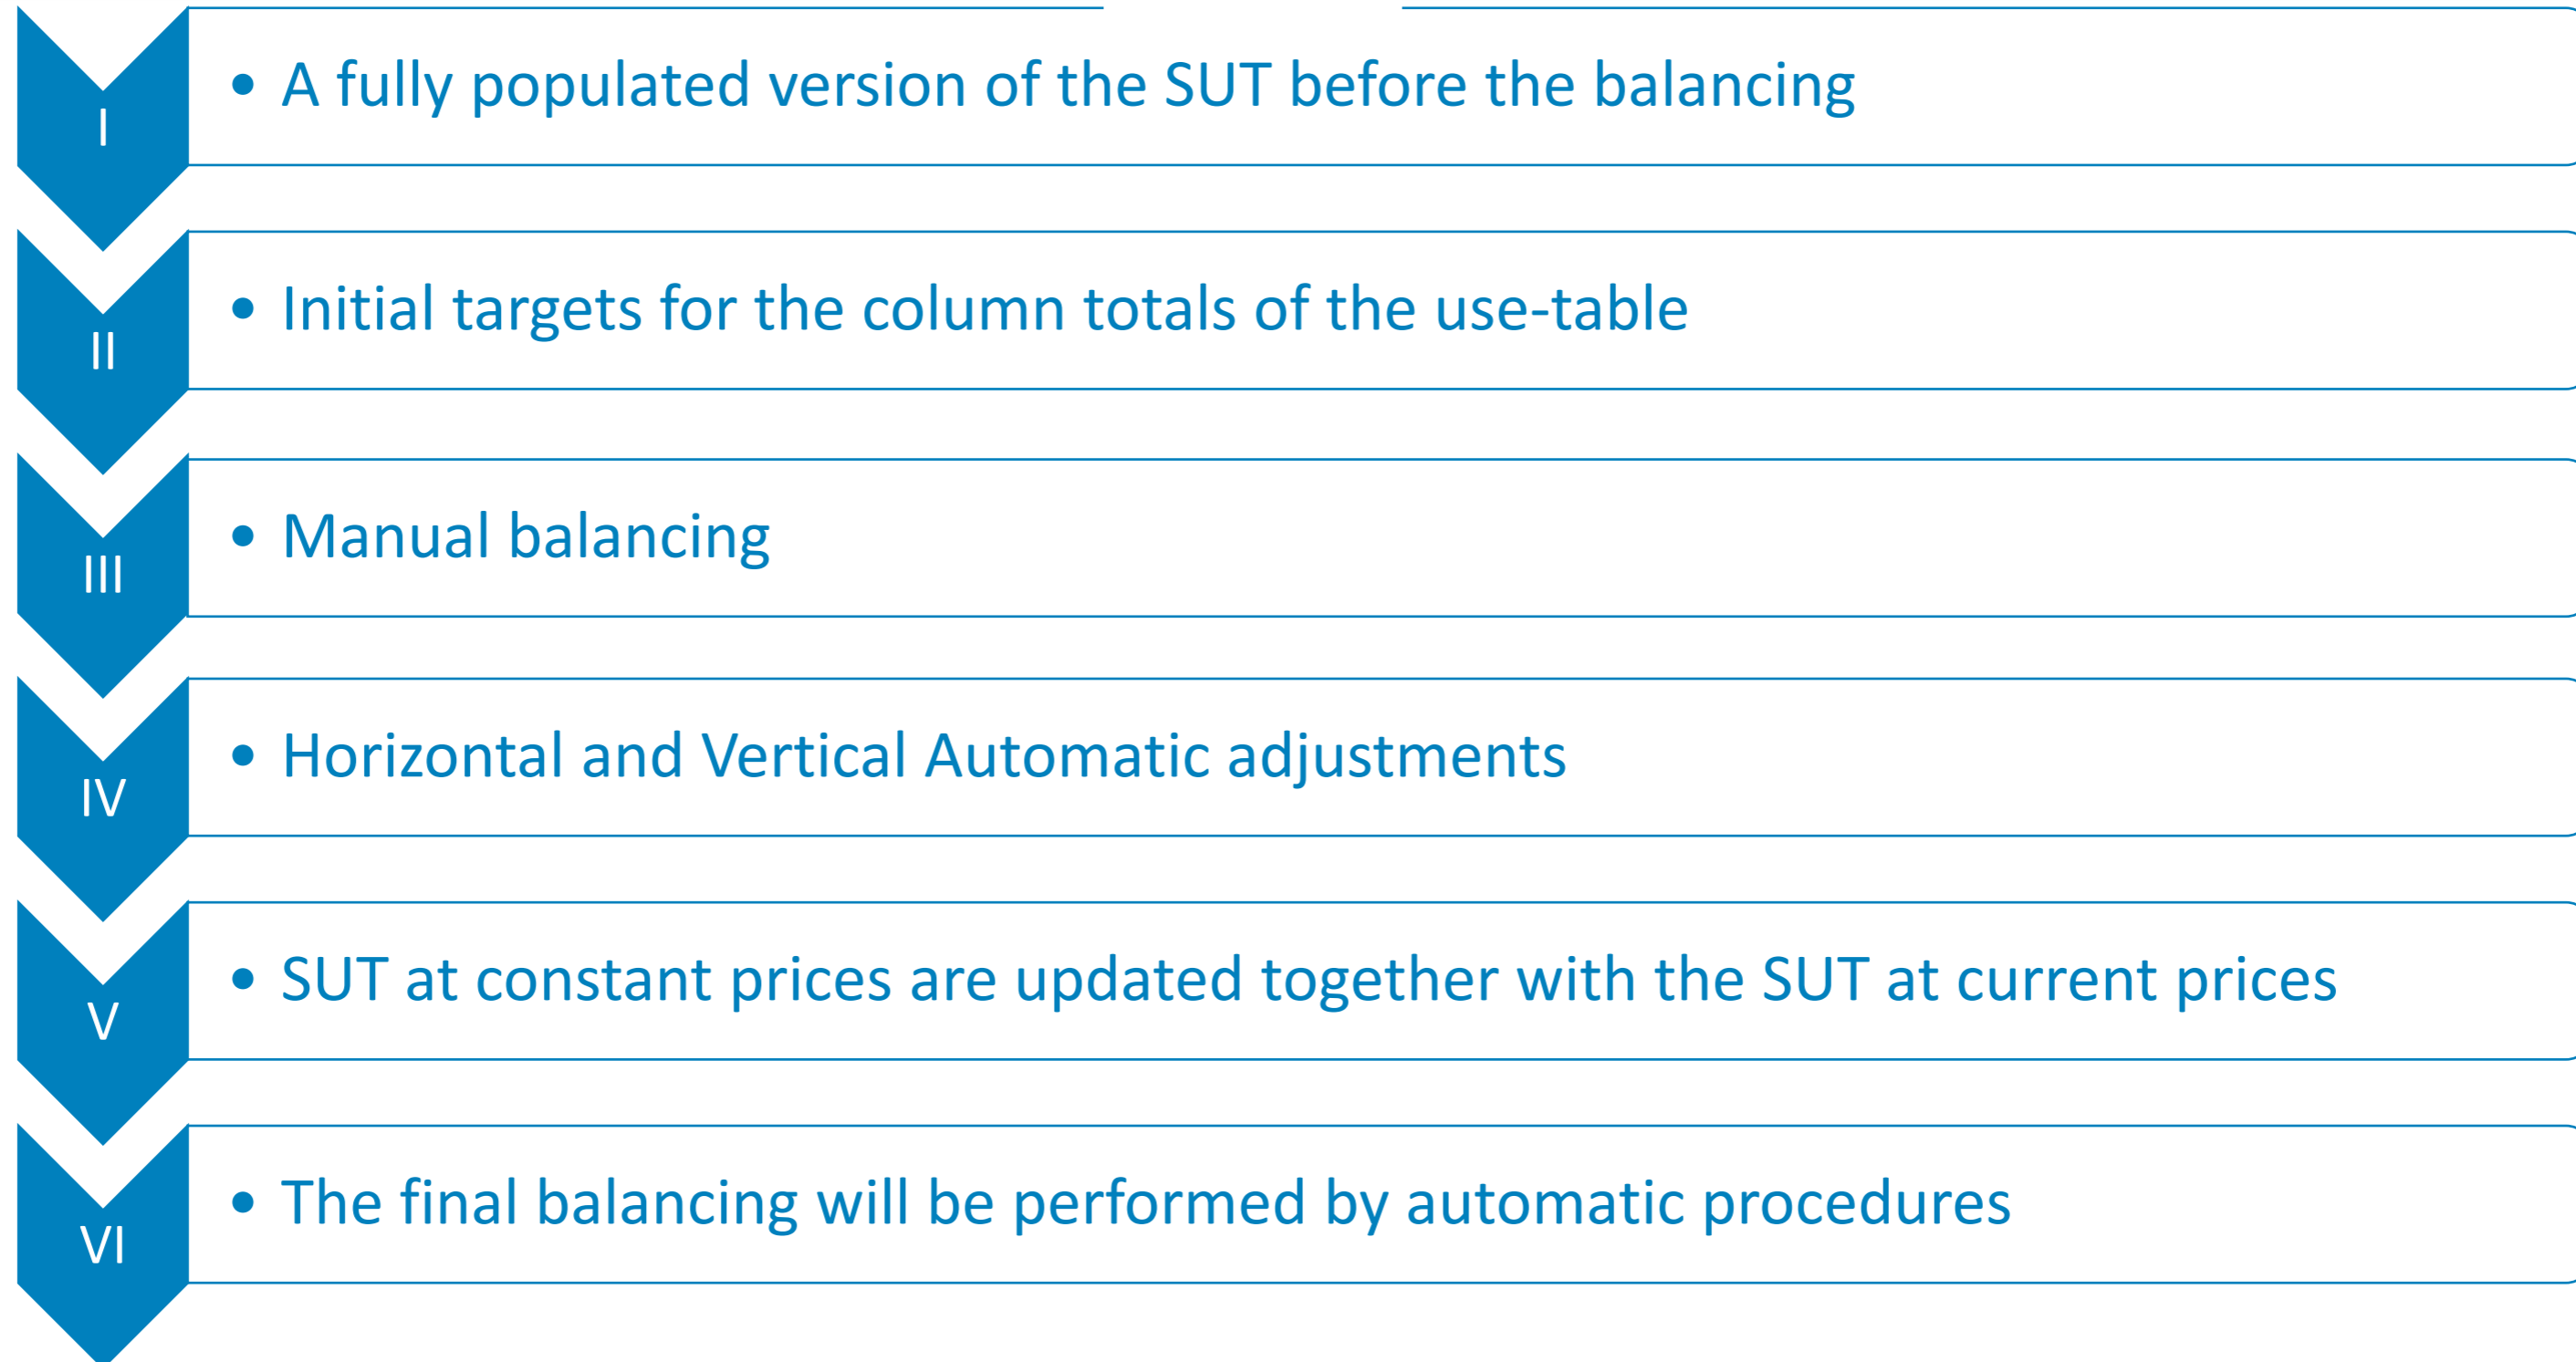 I
• A fully populated version of the SUT before the balancing
II
• Initial targets for the column totals of the use-table
III
• Manual balancing
IV
• Horizontal and Vertical Automatic adjustments
V
• SUT at constant prices are updated together with the SUT at current prices
VI
• The final balancing will be performed by automatic procedures